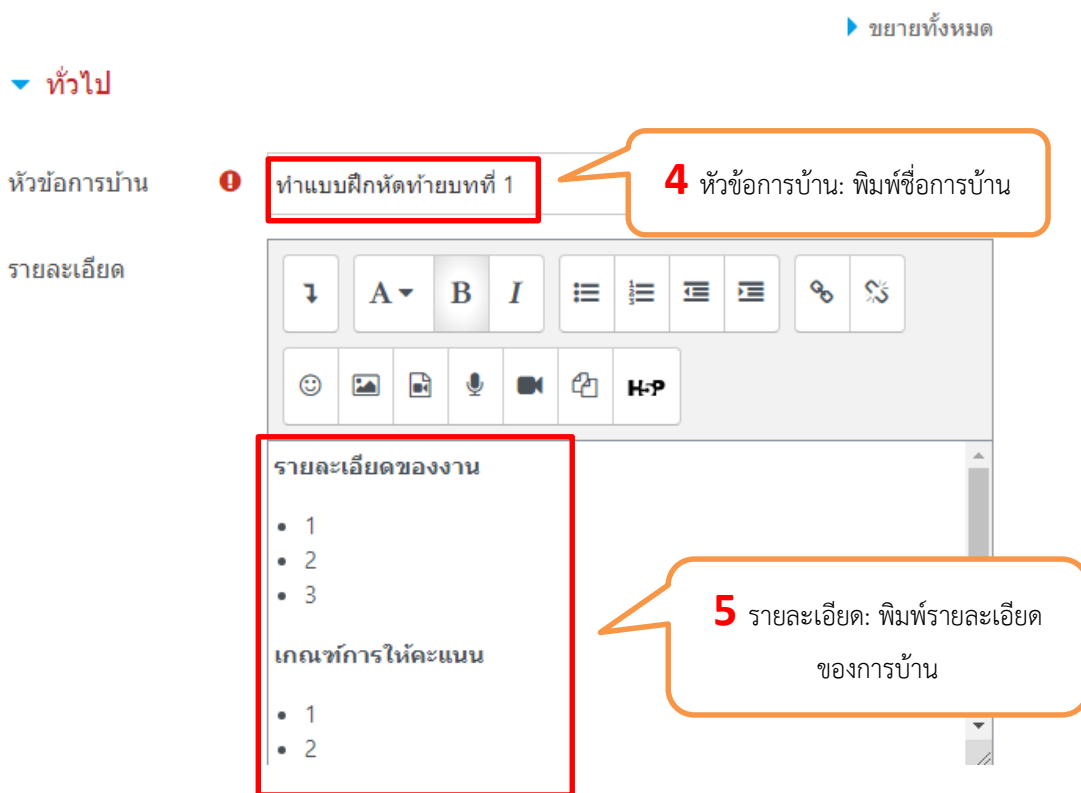 ขยายทั้งหมด
ทั่วไป
หัวข้อการบ้าน
ทำแบบฝึกหัดท้ายบทที่ 1
4 หัวข้อการบ้าน: พิมพ์ชื่อการบ้าน
รายละเอียด
A B I
H5P
รายละเอียดของงาน
• 1
• 2
• 3
5 รายละเอียด: พิมพ์รายละเอียด
ของการบ้าน
เกณฑ์การให้คะแนน
• 1
• 2